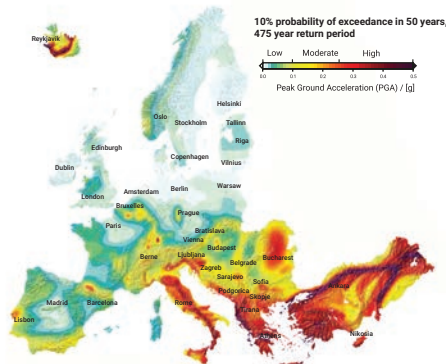 10% probability of exceedance in 50 years,
475 year return period
Low Moderate High
0.0 0.1 0.2 0.3 0.4 0.5
Peak Ground Acceleration (PGA) / [g]
Reykjavik
Helsinki
Oslo
Stockholm
Tallinn
Riga
Edinburgh
Copenhagen
Vilnius
Dublin
Warsaw
Berlin
Amsterdam
London
Bruxelles
Prague
Paris
Bratislava
Vienna
Budapest
Berne
Ljubljana
Belgrade
Bucharest
Zagreb
Sarajevo
Sofia
Podgorica
Skopje
Ankara
Madrid
Barcelona
Rome
Tirana
Lisbon
Athens
Nikosia